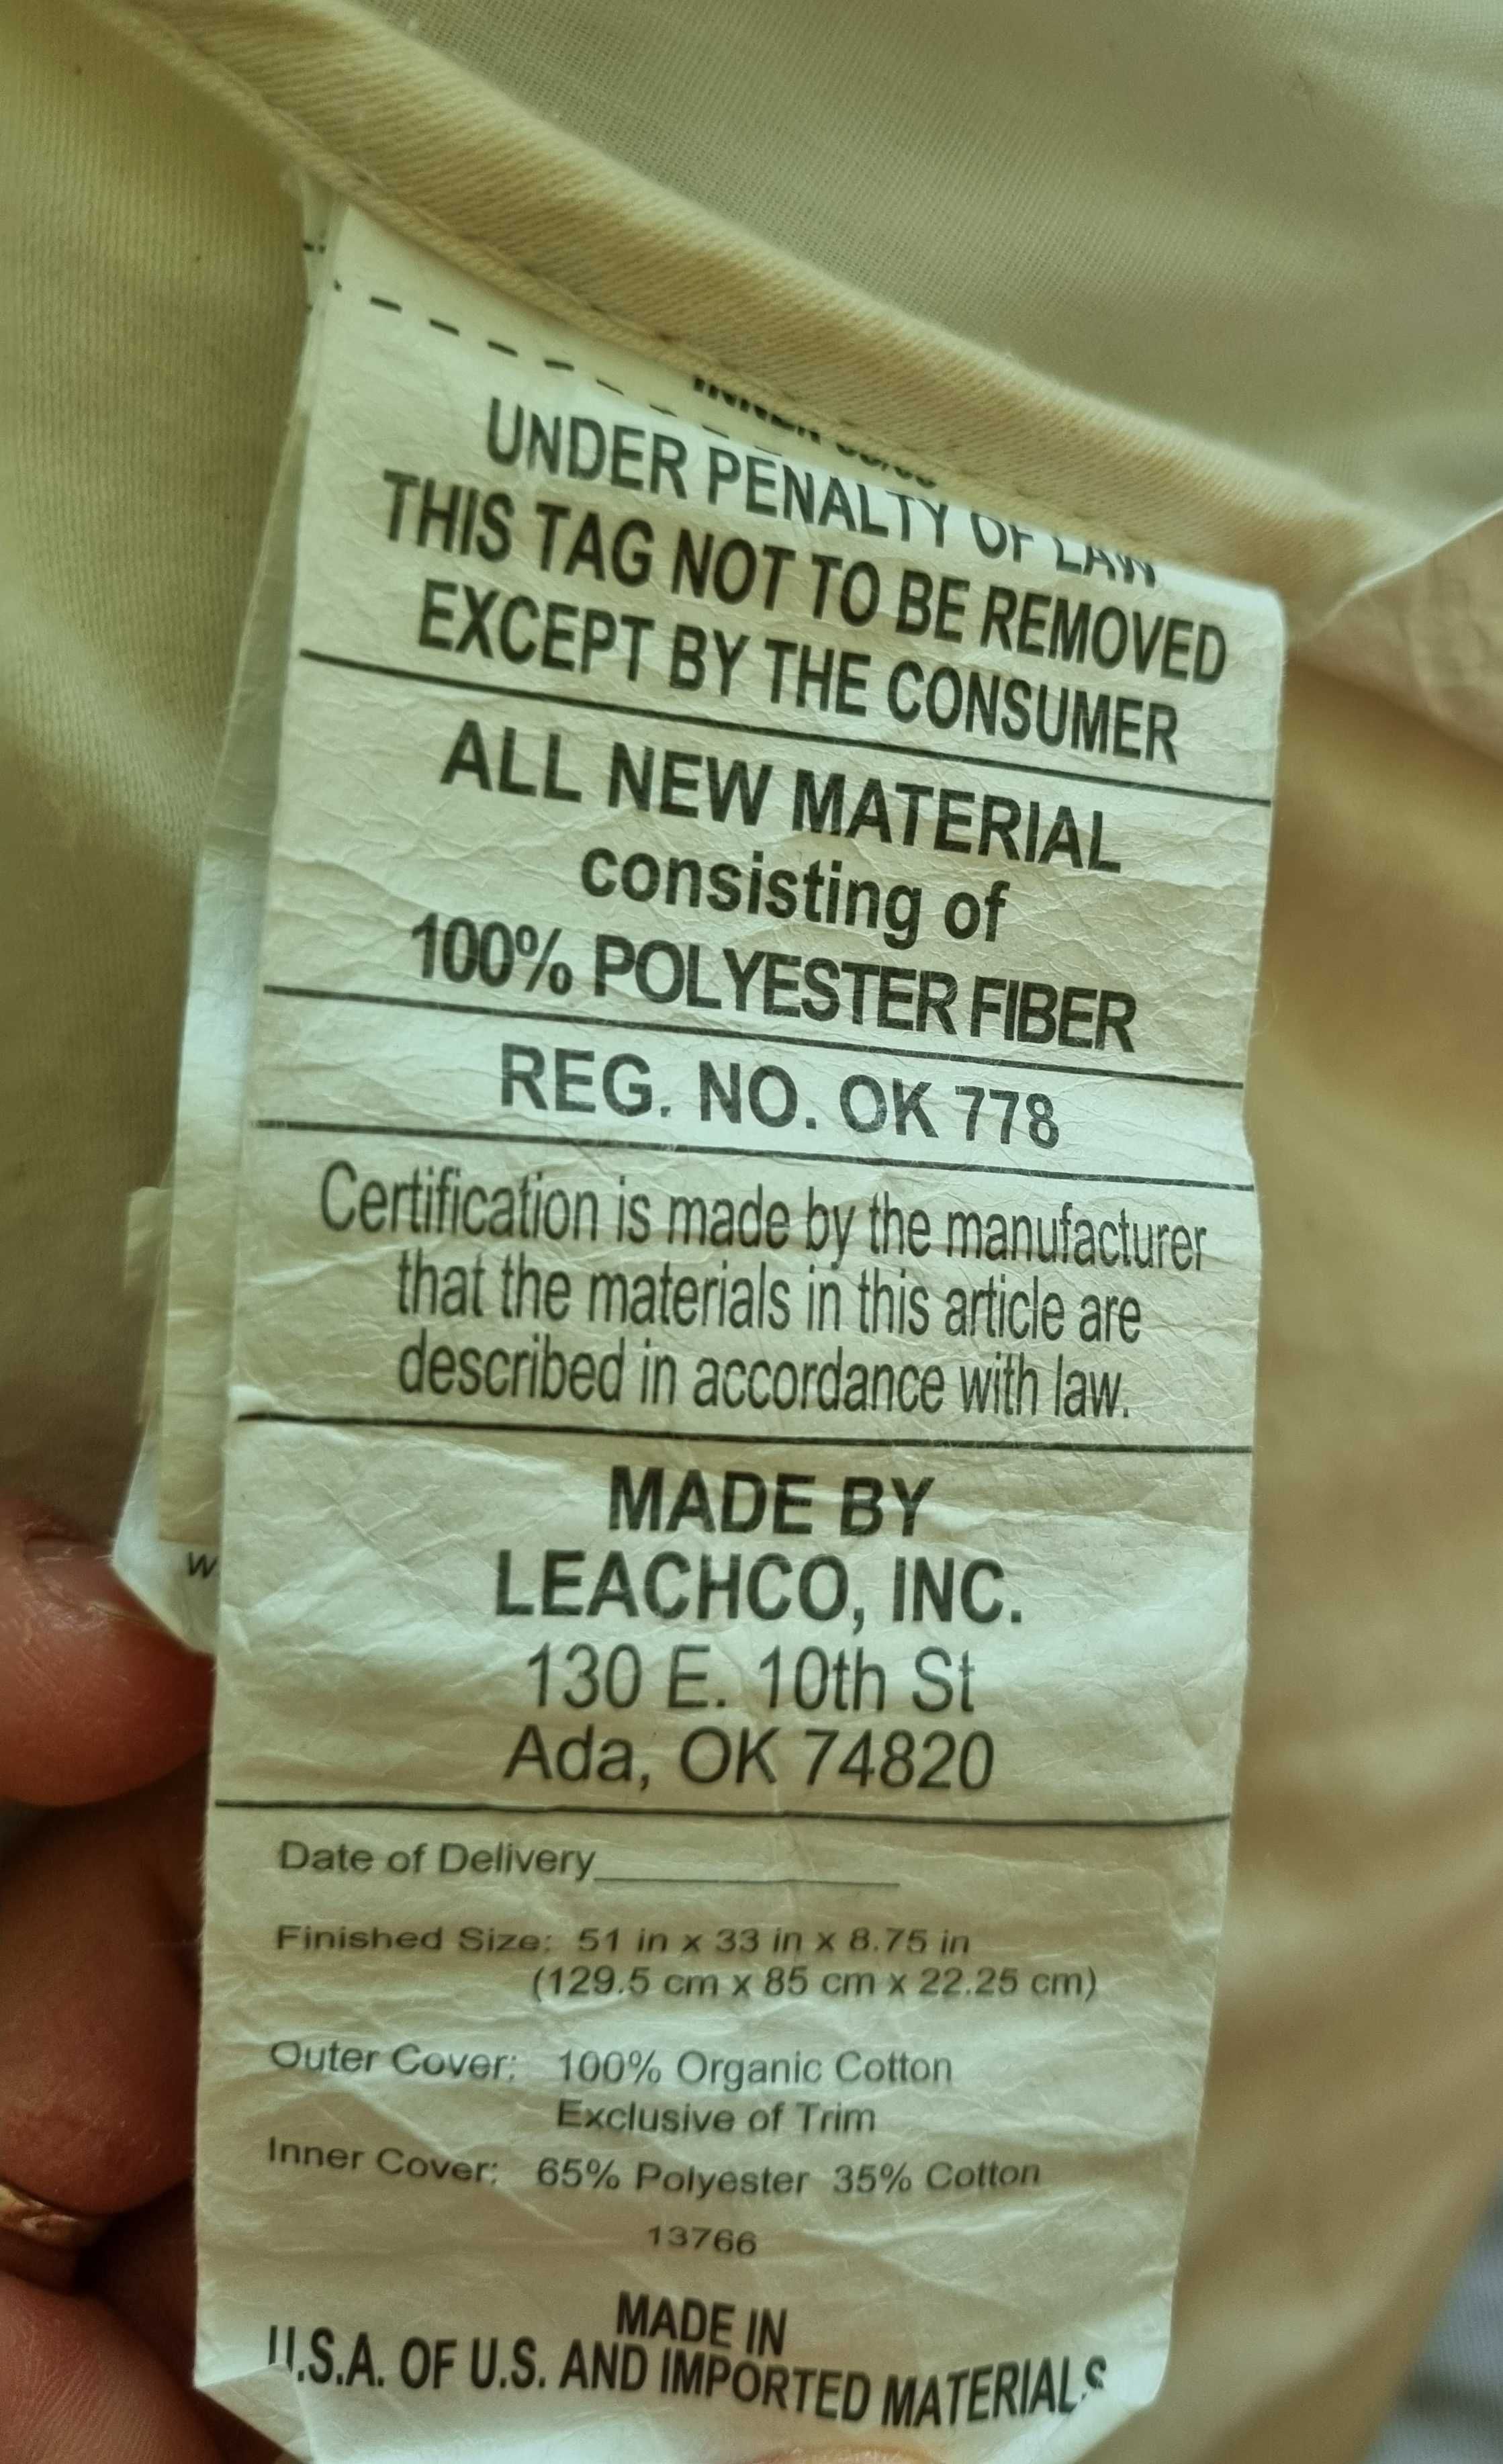 INNER
UNDER PENALTY OF LAW
THIS TAG NOT TO BE REMOVED
EXCEPT BY THE CONSUMER
ALL NEW MATERIAL
consisting of
100% POLYESTER FIBER
REG. NO. OK 778
Certification is made by the manufacturer
that the materials in this article are
described in accordance with law.
MADE BY
LEACHCO, INC.
130 E. 10th St
Ada, OK 74820
Date of Delivery
Finished Size: 51 in x 33 in x 8.75 in
(129.5 cm x 85 cm x 22.25 cm)
Outer Cover: 100% Organic Cotton
Exclusive of Trim
Inner Cover: 65% Polyester 35% Cotton
13766
MADE IN
U.S.A. OF U.S. AND IMPORTED MATERIALS